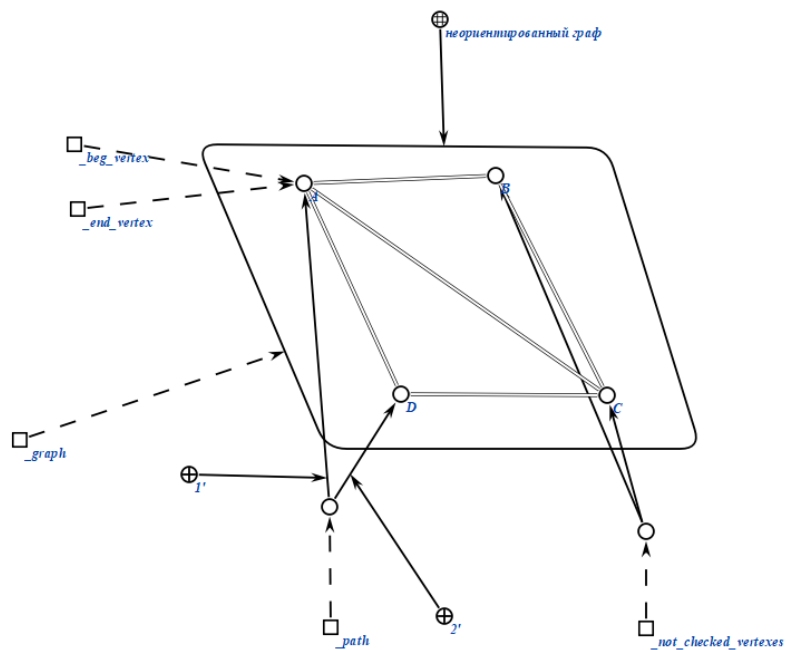 неориентированный граф
_beg_vertex
A
B
_end_vertex
D
C
_graph
1'
2'
_path
_not_checked_vertexes